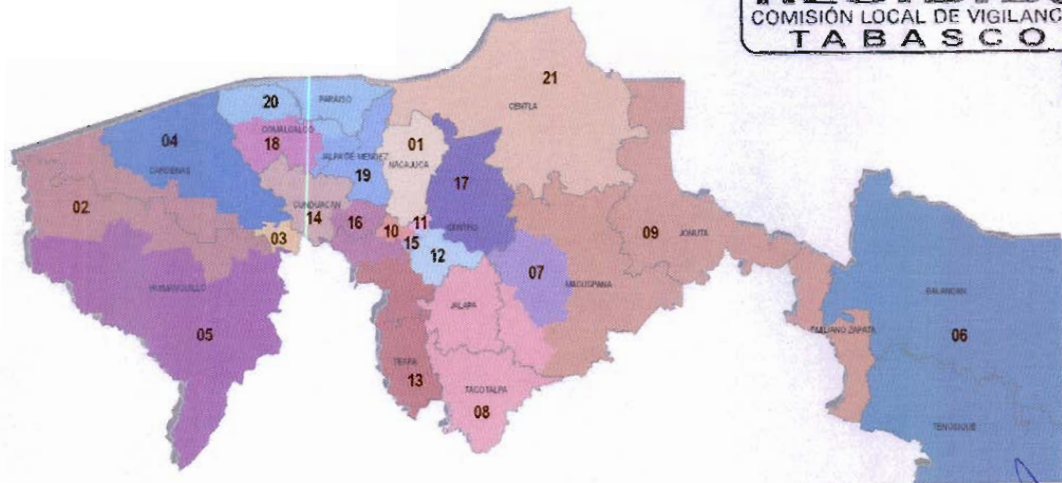 COMISIÓN LOCAL DE VIGILANC
TABASCO
21
CENTLA
20
PARAISO
COMALCALCO
04
18
01
CARDENAS
JALPA DE MENDEZ
NACAJUCA
19
17
02
CUNDUACAN
14
16
11
CENTRO
10
03
15
12
09
JONUTA
07
HUIMANGUILLO
MACUSPANA
BALANCAN
JALAPA
05
EMILIANO ZAPATA
06
TEAPA
13
TACOTALPA
08
TENOSIQUE